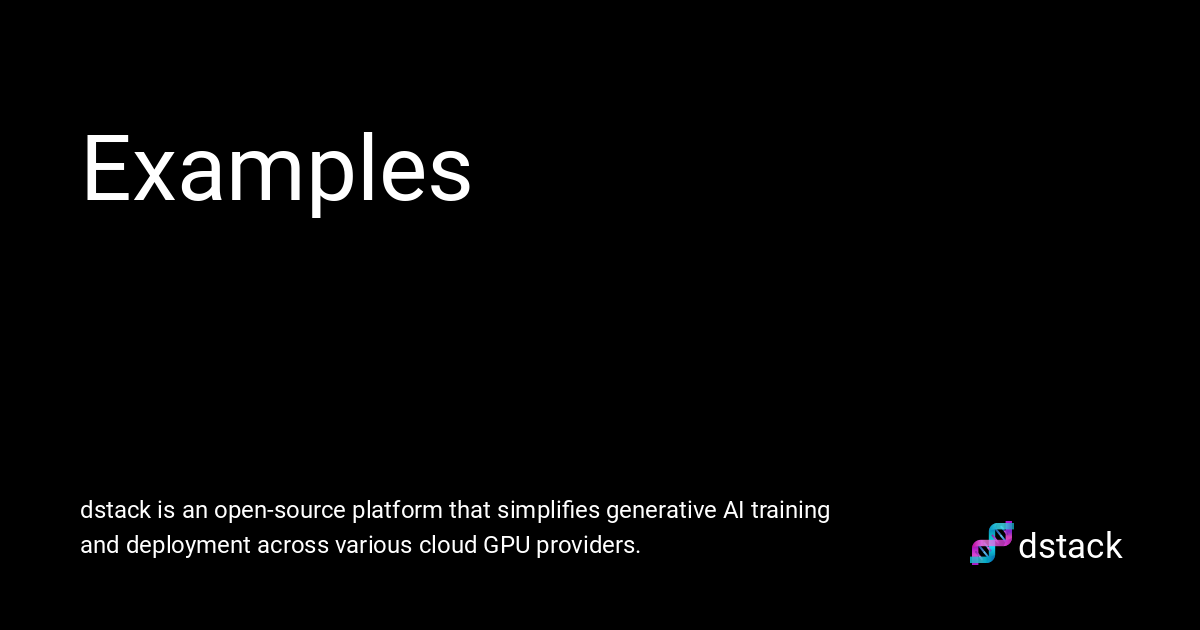 Examples
dstack is an open-source platform that simplifies generative AI training
and deployment across various cloud GPU providers.
dstack